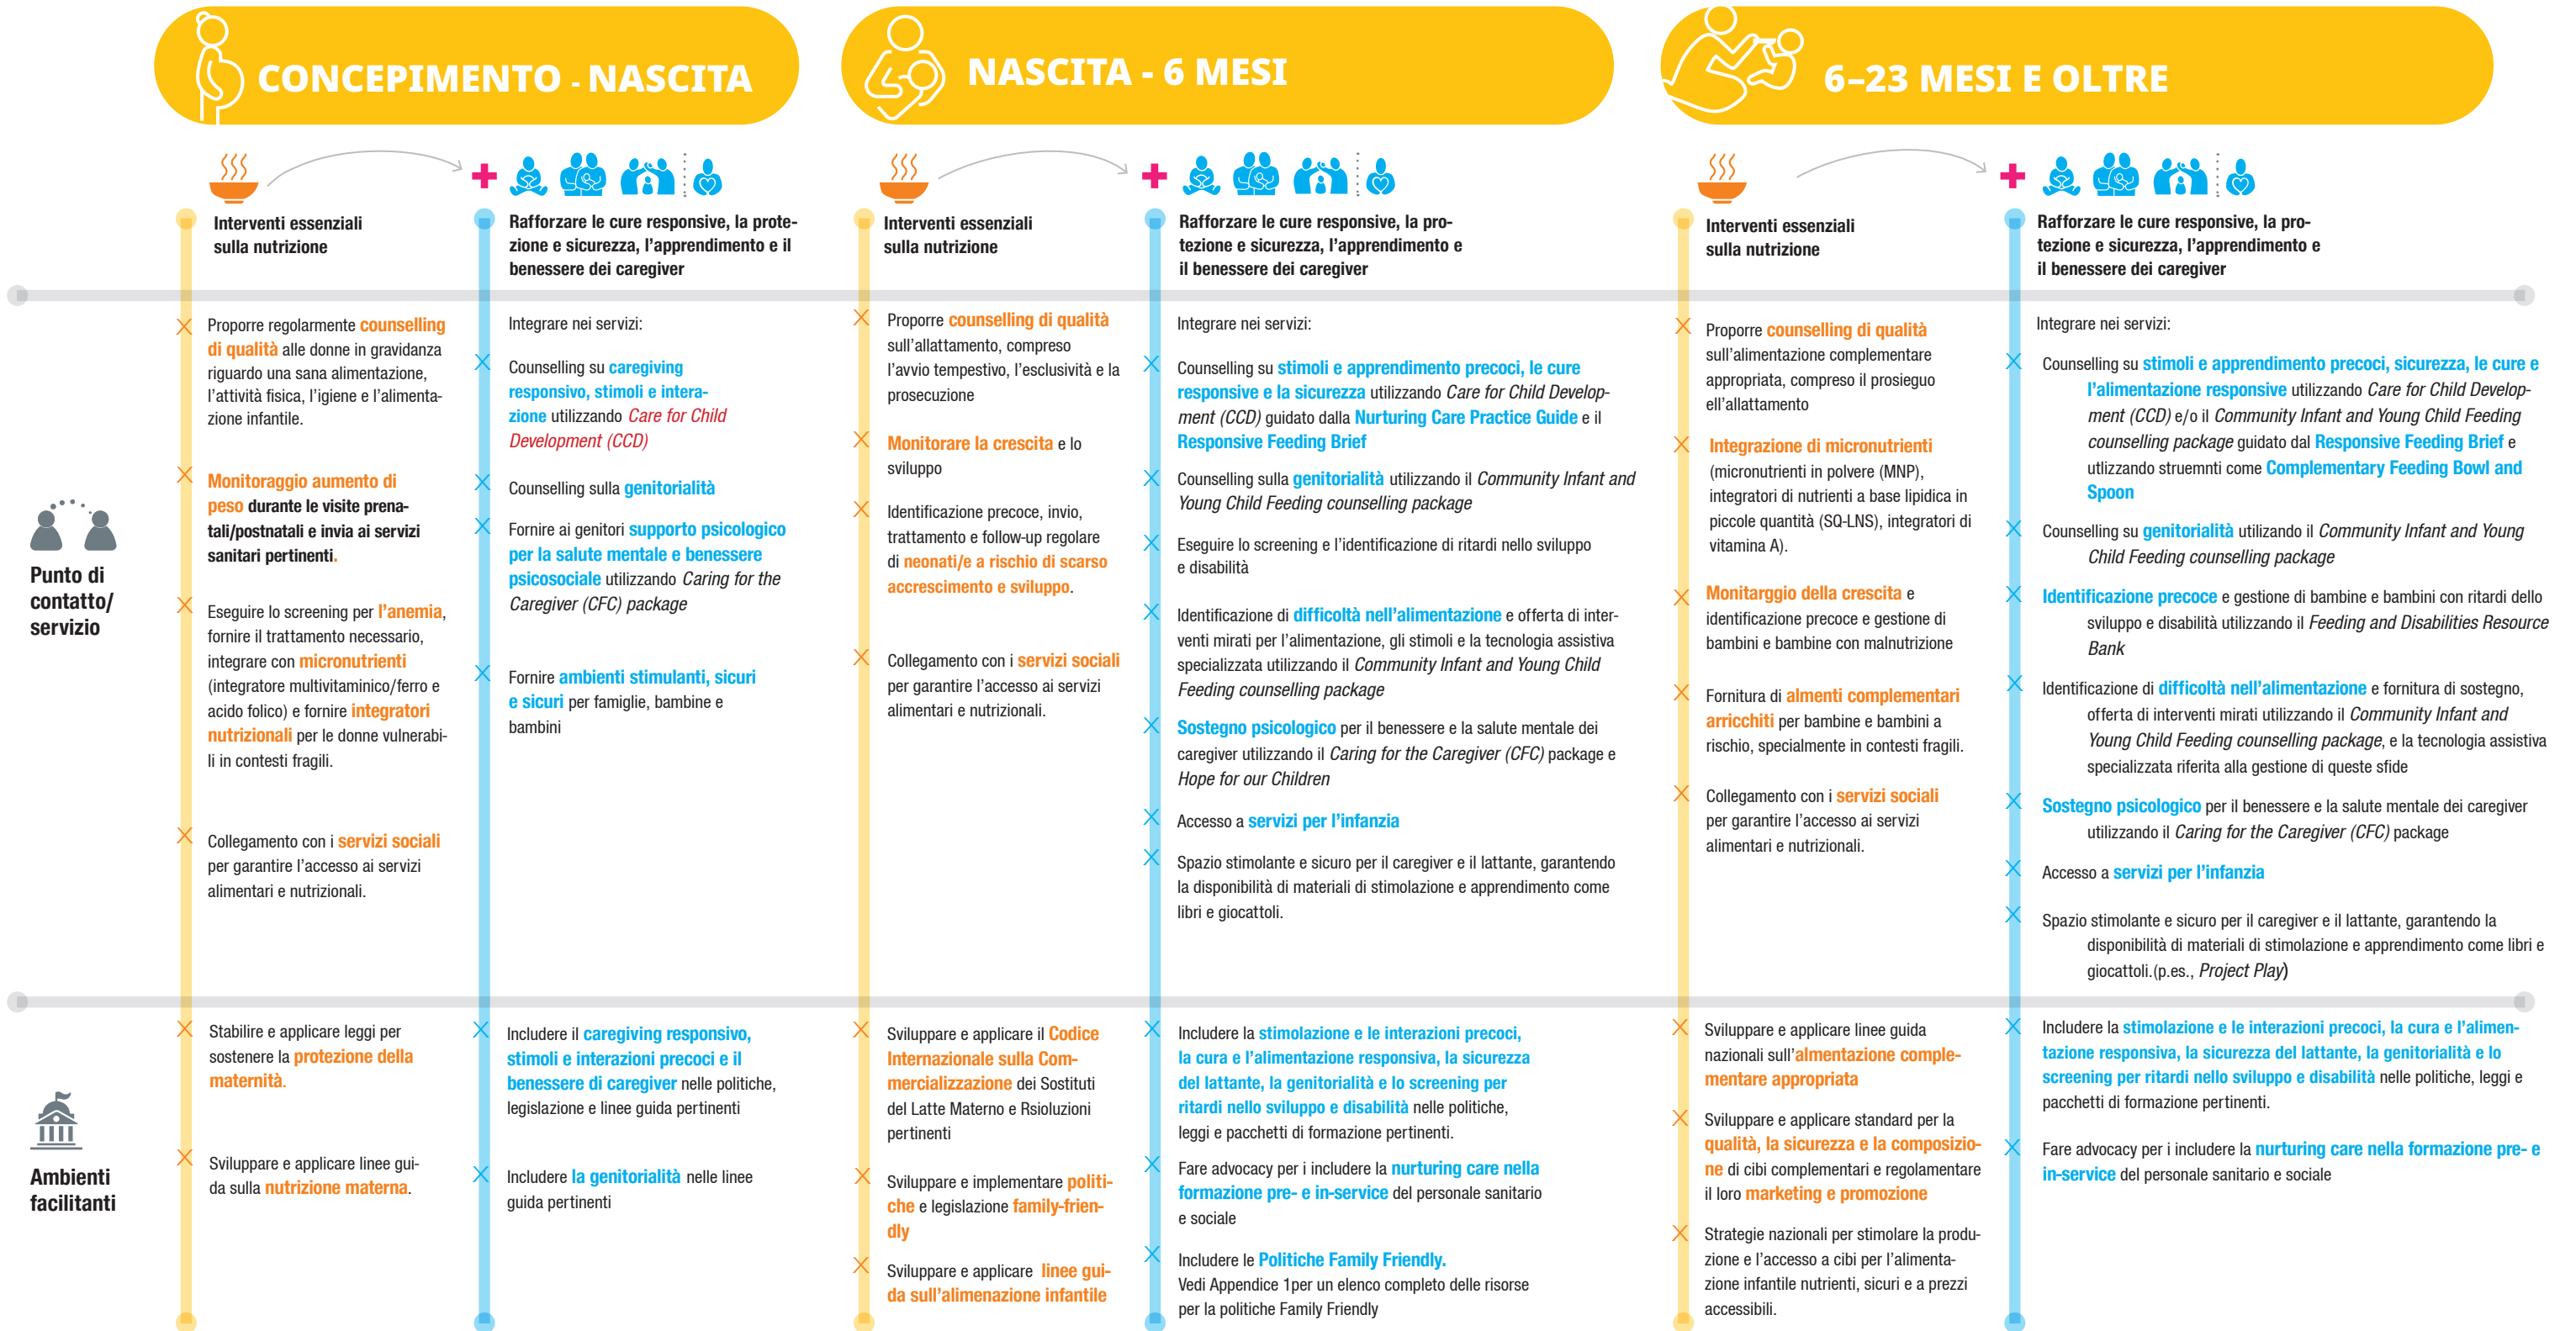 CONCEPIMENTO - NASCITA
Interventi essenziali
sulla nutrizione
Rafforzare le cure responsive, la prote-
zione e sicurezza, l'apprendimento e il
benessere dei caregiver
NASCITA - 6 MESI
Interventi essenziali
sulla nutrizione
Rafforzare le cure responsive, la pro-
tezione e sicurezza, l'apprendimento e
il benessere dei caregiver
6–23 MESI E OLTRE
Interventi essenziali
sulla nutrizione
Rafforzare le cure responsive, la pro-
tezione e sicurezza, l'apprendimento e
il benessere dei caregiver
Punto di
contatto/
servizio
Proporre regolarmente counselling
di qualità alle donne in gravidanza
riguardo una sana alimentazione,
l'attività fisica, l'igiene e l'alimenta-
zione infantile.
Monitoraggio aumento di
peso durante le visite prena-
tali/postnatali e invia ai servizi
sanitari pertinenti.
Eseguire lo screening per l'anemia,
fornire il trattamento necessario,
integrare con micronutrienti
(integratore multivitaminico/ferro e
acido folico) e fornire integratori
nutrizionali per le donne vulnerabi-
li in contesti fragili.
Collegamento con i servizi sociali
per garantire l'accesso ai servizi
alimentari e nutrizionali.
Integrare nei servizi:
Counselling su caregiving
responsivo, stimoli e intera-
zione utilizzando Care for Child
Development (CCD)
Counselling sulla genitorialità
Fornire ai genitori supporto psicologico
per la salute mentale e benessere
psicosociale utilizzando Caring for the
Caregiver (CFC) package
Fornire ambienti stimulanti, sicuri
e sicuri per famiglie, bambine e
bambini
Proporre counselling di qualità
sull'allattamento, compreso
l'avvio tempestivo, l'esclusività e la
prosecuzione
Monitorare la crescita e lo
sviluppo
Identificazione precoce, invio,
trattamento e follow-up regolare
di neonati/e a rischio di scarso
accrescimento e sviluppo.
Collegamento con i servizi sociali
per garantire l'accesso ai servizi
alimentari e nutrizionali.
Integrare nei servizi:
Counselling su stimoli e apprendimento precoci, le cure
responsive e la sicurezza utilizzando Care for Child Develop-
ment (CCD) guidato dalla Nurturing Care Practice Guide e il
Responsive Feeding Brief
Counselling sulla genitorialità utilizzando il Community Infant and
Young Child Feeding counselling package
Eseguire lo screening e l'identificazione di ritardi nello sviluppo
e disabilità
Identificazione di difficoltà nell'alimentazione e offerta di inter-
venti mirati per l'alimentazione, gli stimoli e la tecnologia assistiva
specializzata utilizzando il Community Infant and Young Child
Feeding counselling package
Sostegno psicologico per il benessere e la salute mentale dei
caregiver utilizzando il Caring for the Caregiver (CFC) package e
Hope for our Children
Accesso a servizi per l'infanzia
Spazio stimolante e sicuro per il caregiver e il lattante, garantendo
la disponibilità di materiali di stimolazione e apprendimento come
libri e giocattoli.
Proporre counselling di qualità
sull'alimentazione complementare
appropriata, compreso il prosieguo
ell'allattamento
Integrazione di micronutrienti
(micronutrienti in polvere (MNP),
integratori di nutrienti a base lipidica in
piccole quantità (SQ-LNS), integratori di
vitamina A).
Monitarggio della crescita e
identificazione precoce e gestione di
bambini e bambine con malnutrizione
Fornitura di almenti complementari
arricchiti per bambine e bambini a
rischio, specialmente in contesti fragili.
Collegamento con i servizi sociali
per garantire l'accesso ai servizi
alimentari e nutrizionali.
Integrare nei servizi:
Counselling su stimoli e apprendimento precoci, sicurezza, le cure e
l'alimentazione responsive utilizzando Care for Child Develop-
ment (CCD) e/o il Community Infant and Young Child Feeding
counselling package guidato dal Responsive Feeding Brief e
utlizzando struemnti come Complementary Feeding Bowl and
Spoon
Counselling su genitorialità utilizzando il Community Infant and Young
Child Feeding counselling package
Identificazione precoce e gestione di bambine e bambini con ritardi dello
sviluppo e disabilità utilizzando il Feeding and Disabilities Resource
Bank
Identificazione di difficoltà nell'alimentazione e fornitura di sostegno,
offerta di interventi mirati utilizzando il Community Infant and
Young Child Feeding counselling package, e la tecnologia assistiva
specializzata riferita alla gestione di queste sfide
Sostegno psicologico per il benessere e la salute mentale dei caregiver
utilizzando il Caring for the Caregiver (CFC) package
Accesso a servizi per l'infanzia
Spazio stimolante e sicuro per il caregiver e il lattante, garantendo la
disponibilità di materiali di stimolazione e apprendimento come libri e
giocattoli.(p.es., Project Play)
Ambienti
facilitanti
Stabilire e applicare leggi per
sostenere la protezione della
maternità.
Sviluppare e applicare linee gui-
da sulla nutrizione materna.
Includere il caregiving responsivo,
stimoli e interazioni precoci e il
benessere di caregiver nelle politiche,
legislazione e linee guida pertinenti
Includere la genitorialità nelle linee
guida pertinenti
Sviluppare e applicare il Codice
Internazionale sulla Com-
mercializzazione dei Sostituti
del Latte Materno e Rsioluzioni
pertinenti
Sviluppare e implementare politi-
che e legislazione family-frien-
dly
Sviluppare e applicare linee gui-
da sull'alimenazione infantile
Includere la stimolazione e le interazioni precoci,
la cura e l'alimentazione responsiva, la sicurezza
del lattante, la genitorialità e lo screening per
ritardi nello sviluppo e disabilità nelle politiche,
leggi e pacchetti di formazione pertinenti.
Fare advocacy per i includere la nurturing care nella
formazione pre- e in-service del personale sanitario
e sociale
Includere le Politiche Family Friendly.
Vedi Appendice 1per un elenco completo delle risorse
per la politiche Family Friendly
Sviluppare e applicare linee guida
nazionali sull'almentazione comple-
mentare appropriata
Sviluppare e applicare standard per la
qualità, la sicurezza e la composizio-
ne di cibi complementari e regolamentare
il loro marketing e promozione
Strategie nazionali per stimolare la produ-
zione e l'accesso a cibi per l'alimenta-
zione infantile nutrienti, sicuri e a prezzi
accessibili.
Includere la stimolazione e le interazioni precoci, la cura e l'alimen-
tazione responsiva, la sicurezza del lattante, la genitorialità e lo
screening per ritardi nello sviluppo e disabilità nelle politiche, leggi e
pacchetti di formazione pertinenti.
Fare advocacy per i includere la nurturing care nella formazione pre- e
in-service del personale sanitario e sociale